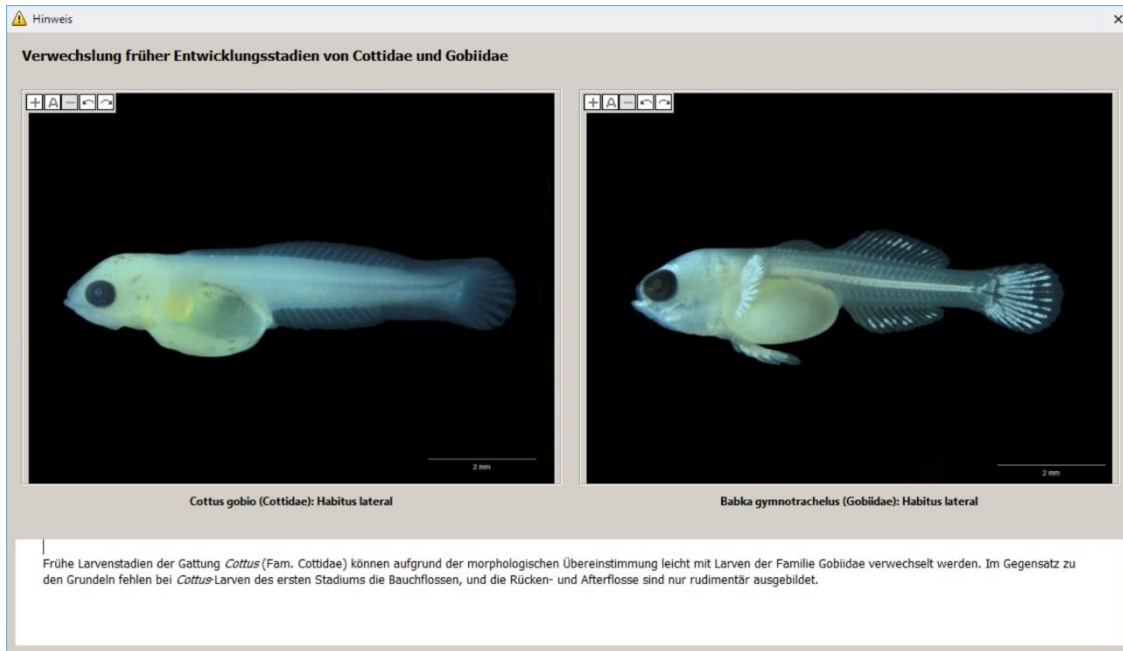 Hinweis
Verwechslung früher Entwicklungsstadien von Cottidae und Gobiidae
A
A
2 mm
2 mm
Cottus gobio (Cottidae): Habitus lateral
Babka gymnotrachelus (Gobiidae): Habitus lateral
Frühe Larvenstadien der Gattung Cottus (Fam. Cottidae) können aufgrund der morphologischen Übereinstimmung leicht mit Larven der Familie Gobiidae verwechselt werden. Im Gegensatz zu
den Grundeln fehlen bei Cottus-Larven des ersten Stadiums die Bauchflossen, und die Rücken- und Afterflosse sind nur rudimentär ausgebildet.